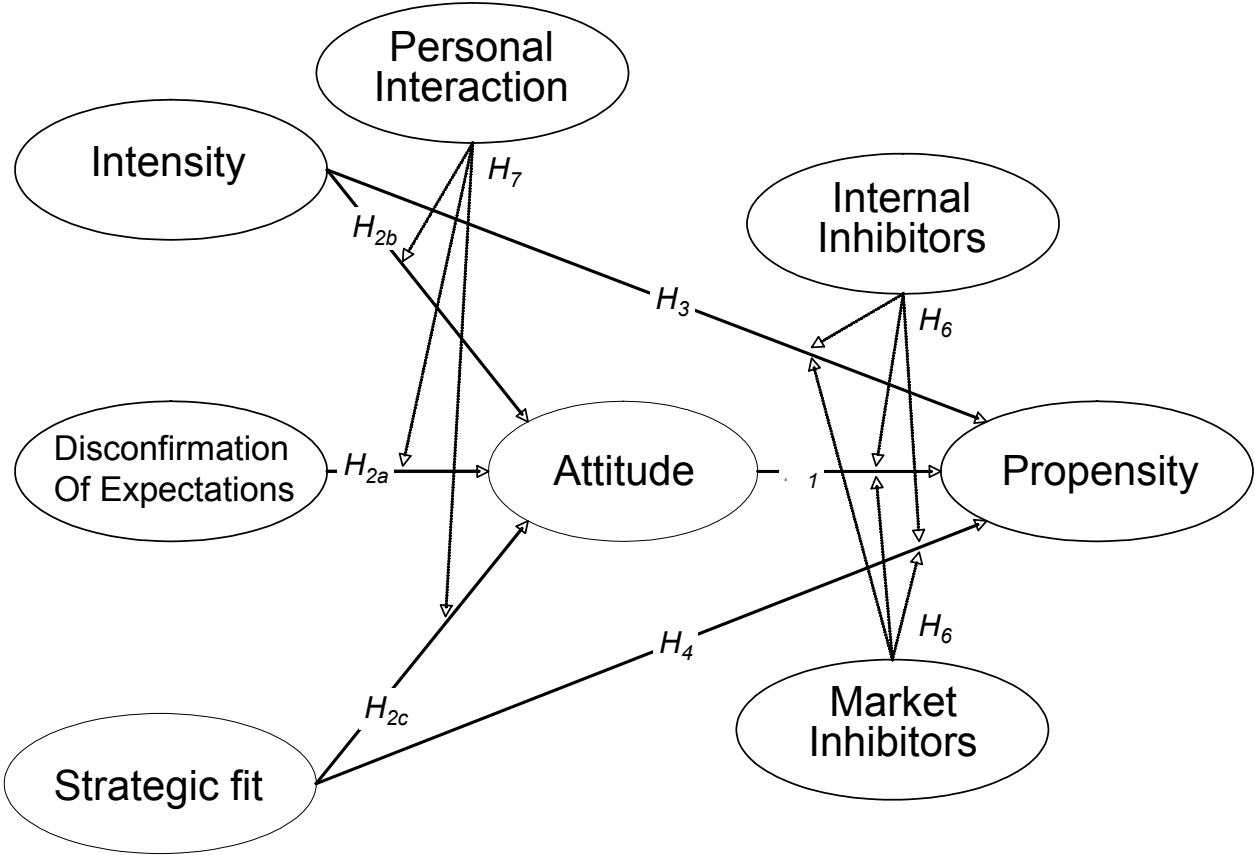 Personal
Interaction
Intensity
H7
Internal
Inhibitors
H2b
H3
H6
Disconfirmation
Of Expectations
H2a
Attitude
1
Propensity
H6
H4
Market
Inhibitors
H2c
Strategic fit